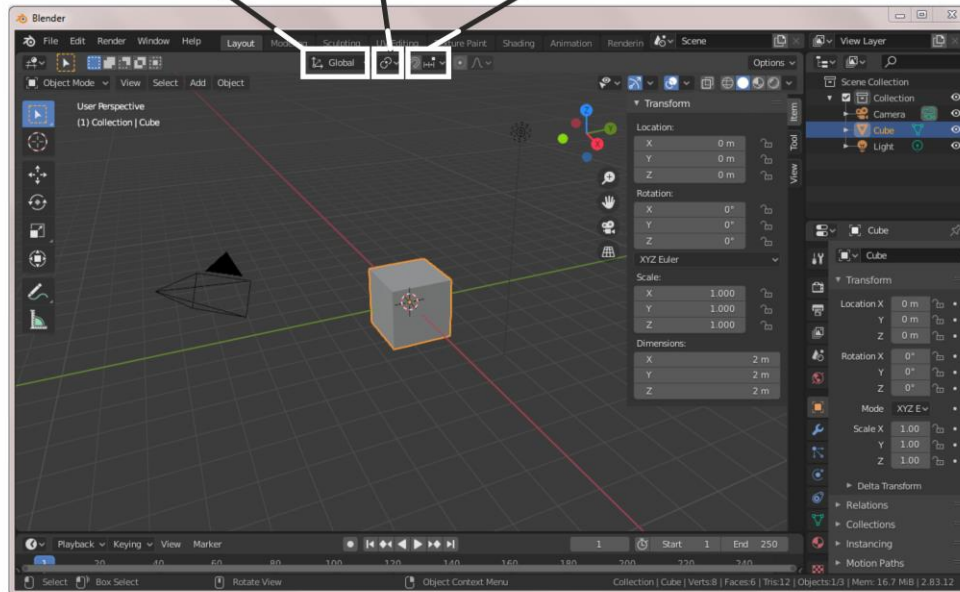 Blender
File Edit Render Window Help Layout Sculpting UV Editing Texture Paint Shading Animation Renderin Scene View Layer
Global Options
Object Mode View Select Add Object
User Perspective
(1) Collection | Cube
Transform
Location:
X 0 m
Y 0 m
Z 0 m
Rotation:
X 0°
Y 0°
Z 0°
XYZ Euler
Scale:
X 1.000
Y 1.000
Z 1.000
Dimensions:
X 2 m
Y 2 m
Z 2 m
Item
Tool
View
Scene Collection
Collection
Camera
Cube
Light
Cube
Cube
Transform
Location X 0 m
Y 0 m
Z 0 m
Rotation X 0°
Y 0°
Z 0°
Mode XYZ E
Scale X 1.00
Y 1.00
Z 1.00
Delta Transform
Relations
Collections
Instancing
Motion Paths
Playback Keying View Marker 1 Start 1 End 250
1 20 40 60 80 100 120 140 160 180 200 220 240
Select Box Select Rotate View Object Context Menu Collection | Cube | Verts:8 | Faces:6 | Tris:12 | Objects:1/3 | Mem: 16.7 MiB | 2.83.12